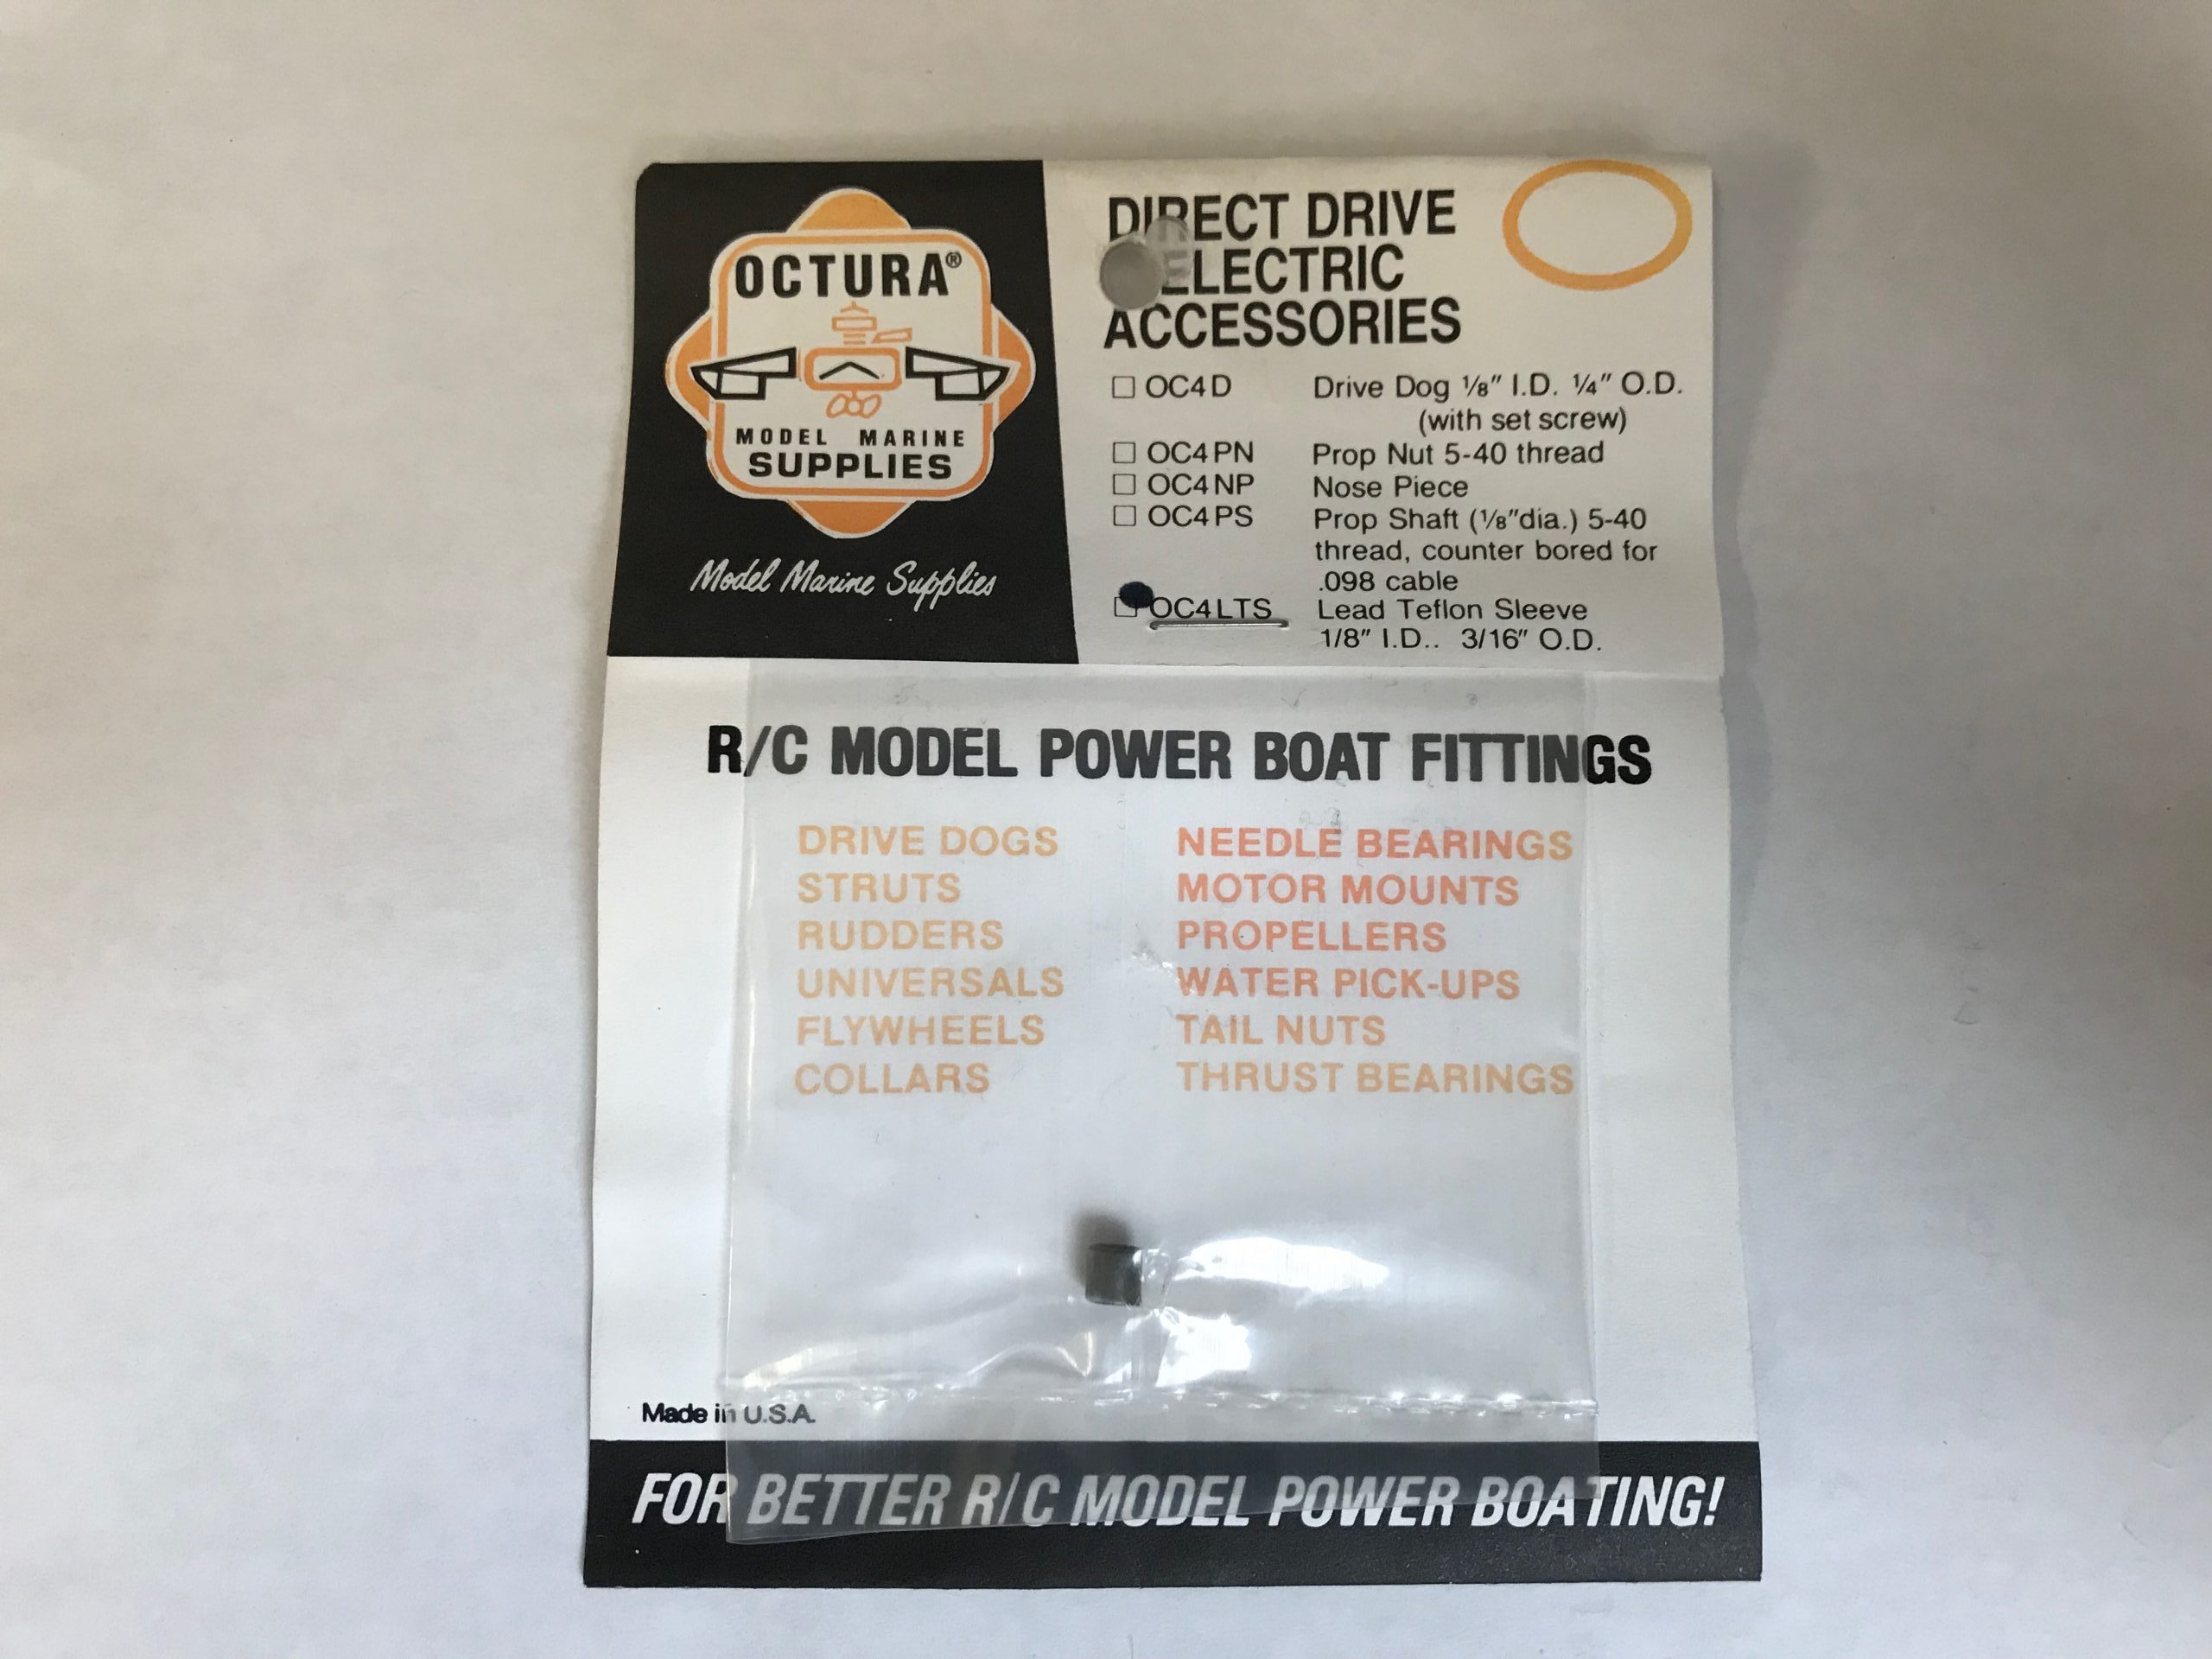 OCTURA®
MODEL MARINE
SUPPLIES
Model Marine Supplies
DIRECT DRIVE
ELECTRIC
ACCESSORIES
OC4D Drive Dog ⅛" I.D. ¼" O.D.
(with set screw)
OC4PN Prop Nut 5-40 thread
OC4NP Nose Piece
OC4PS Prop Shaft (⅛"dia.) 5-40
thread, counter bored for
.098 cable
OC4LTS Lead Teflon Sleeve
1/8" I.D.. 3/16" O.D.
R/C MODEL POWER BOAT FITTINGS
DRIVE DOGS
STRUTS
RUDDERS
UNIVERSALS
FLYWHEELS
COLLARS
NEEDLE BEARINGS
MOTOR MOUNTS
PROPELLERS
WATER PICK-UPS
TAIL NUTS
THRUST BEARINGS
Made in U.S.A.
FOR BETTER R/C MODEL POWER BOATING!